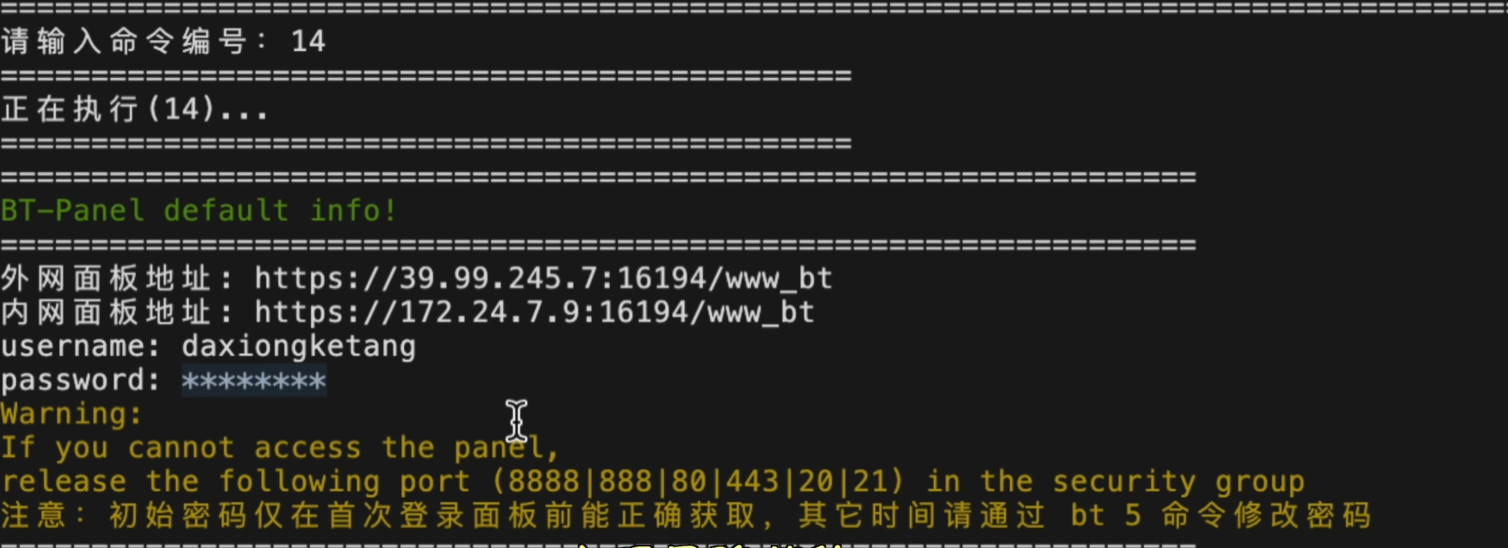 ==============================================================================
请输入命令编号：14
===============================================
正在执行(14)...
===============================================
==================================================================
BT-Panel default info!
==================================================================
外网面板地址：https://39.99.245.7:16194/www_bt
内网面板地址：https://172.24.7.9:16194/www_bt
username: daxiongketang
password: ********
Warning:
If you cannot access the panel,
release the following port (8888|888|80|443|20|21) in the security group
注意：初始密码仅在首次登录面板前能正确获取，其它时间请通过 bt 5 命令修改密码
==================================================================